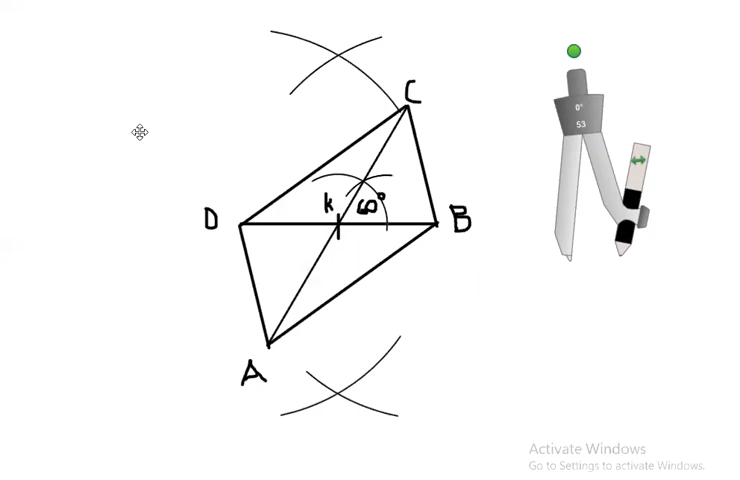 C
0°
53
k
60°
D
B
A
Activate Windows
Go to Settings to activate Windows.